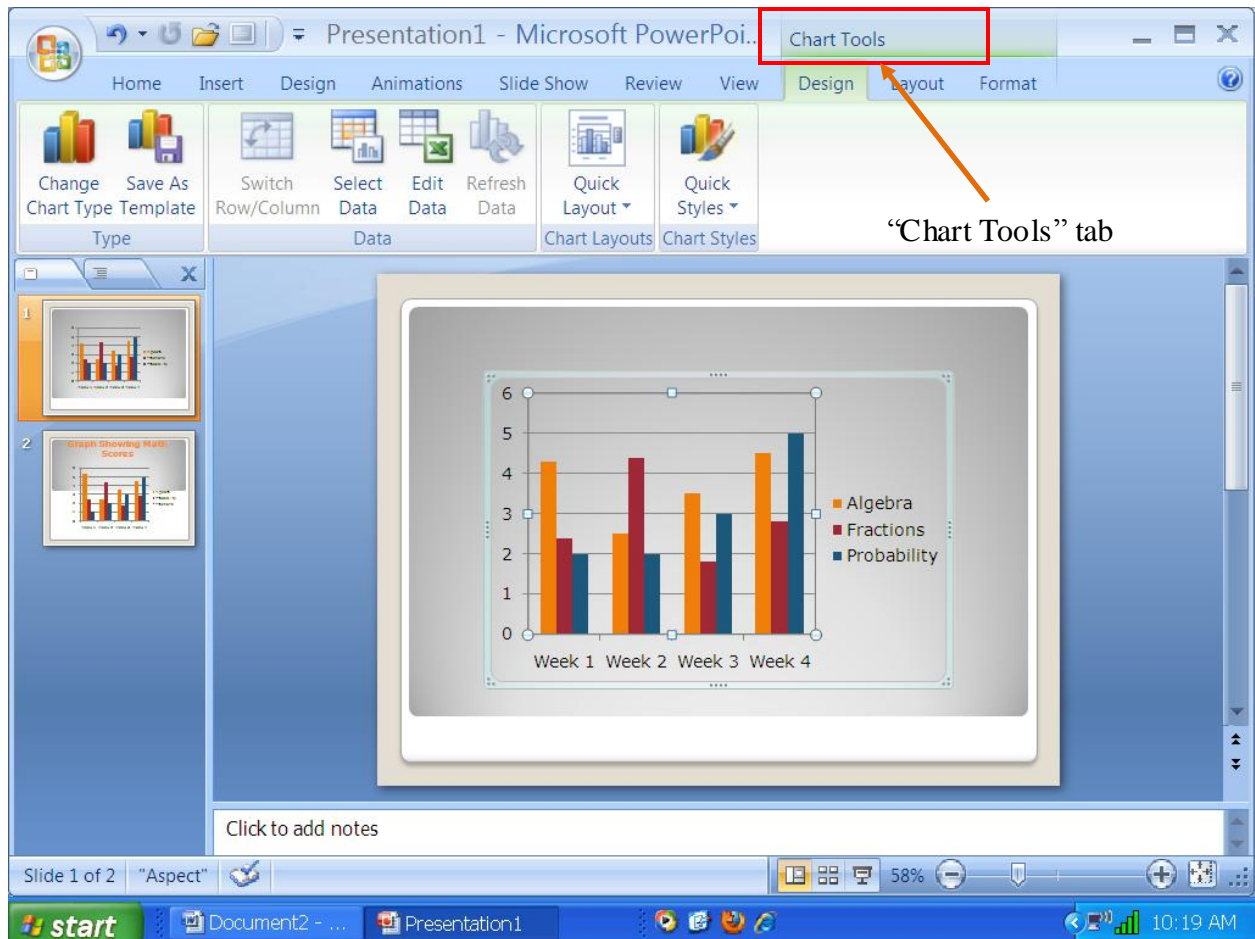 Presentation1 - Microsoft PowerPoi...
Chart Tools
Home Insert Design Animations Slide Show Review View Design Layout Format
Change Chart Type
Save As Template
Switch Row/Column
Select Data
Edit Data
Refresh Data
Quick Layout
Quick Styles
Type
Data
Chart Layouts
Chart Styles
“Chart Tools” tab
1
2
Graph Showing Math
Scores
6
5
4
3
2
1
0
Week 1 Week 2 Week 3 Week 4
Algebra
Fractions
Probability
Click to add notes
Slide 1 of 2 "Aspect" 58%
start Document2 - ... Presentation1 10:19 AM